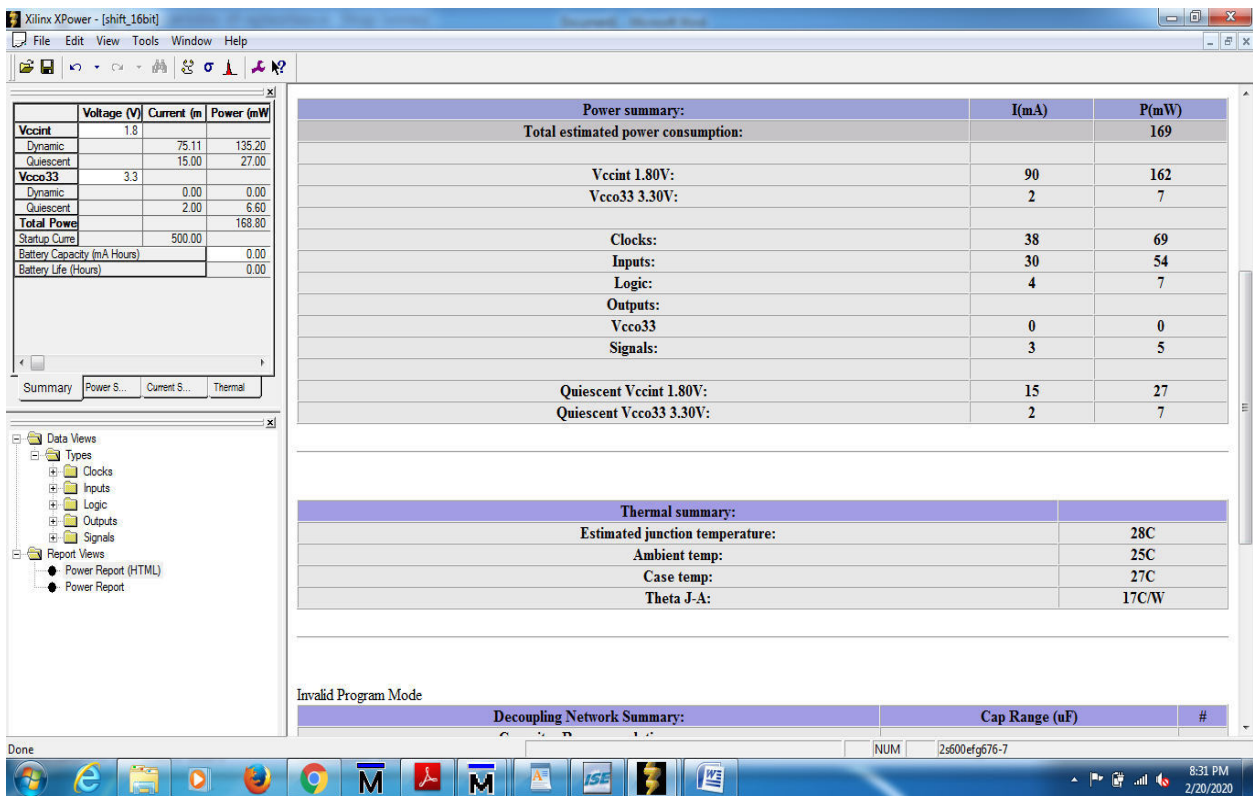 Xilinx XPower - [shift_16bit]
File Edit View Tools Window Help
Voltage (V) Current (m Power (mW
Vccint 1.8
Dynamic 75.11 135.20
Quiescent 15.00 27.00
Vcco33 3.3
Dynamic 0.00 0.00
Quiescent 2.00 6.60
Total Powe 168.80
Startup Curre 500.00
Battery Capacity (mA Hours) 0.00
Battery Life (Hours) 0.00
Summary Power S... Current S... Thermal
Data Views
Types
Clocks
Inputs
Logic
Outputs
Signals
Report Views
Power Report (HTML)
Power Report
Power summary: I(mA) P(mW)
Total estimated power consumption: 169
Vccint 1.80V: 90 162
Vcco33 3.30V: 2 7
Clocks: 38 69
Inputs: 30 54
Logic: 4 7
Outputs:
Vcco33 0 0
Signals: 3 5
Quiescent Vccint 1.80V: 15 27
Quiescent Vcco33 3.30V: 2 7
Thermal summary:
Estimated junction temperature: 28C
Ambient temp: 25C
Case temp: 27C
Theta J-A: 17C/W
Invalid Program Mode
Decoupling Network Summary: Cap Range (uF) #
Done NUM 2s600efg676-7
ISE
8:31 PM
2/20/2020